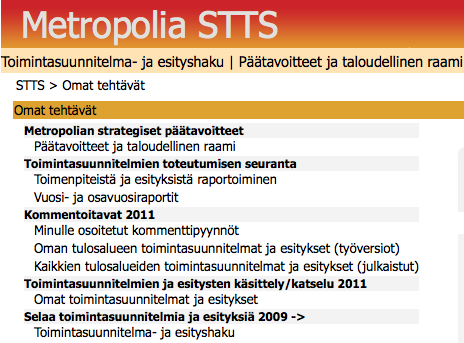 Metropolia STTS
Toimintasuunnitelma- ja esityshaku | Päätavoitteet ja taloudellinen raami
STTS > Omat tehtävät
Omat tehtävät
Metropolian strategiset päätavoitteet
Päätavoitteet ja taloudellinen raami
Toimintasuunnitelmien toteutumisen seuranta
Toimenpiteistä ja esityksistä raportoiminen
Vuosi- ja osavuosiraportit
Kommentoitavat 2011
Minulle osoitetut kommenttipyynnöt
Oman tulosalueen toimintasuunnitelmat ja esitykset (työversiot)
Kaikkien tulosalueiden toimintasuunnitelmat ja esitykset (julkaistut)
Toimintasuunnitelmien ja esitysten käsittely/katselu 2011
Omat toimintasuunnitelmat ja esitykset
Selaa toimintasuunnitelmia ja esityksiä 2009 ->
Toimintasuunnitelma- ja esityshaku